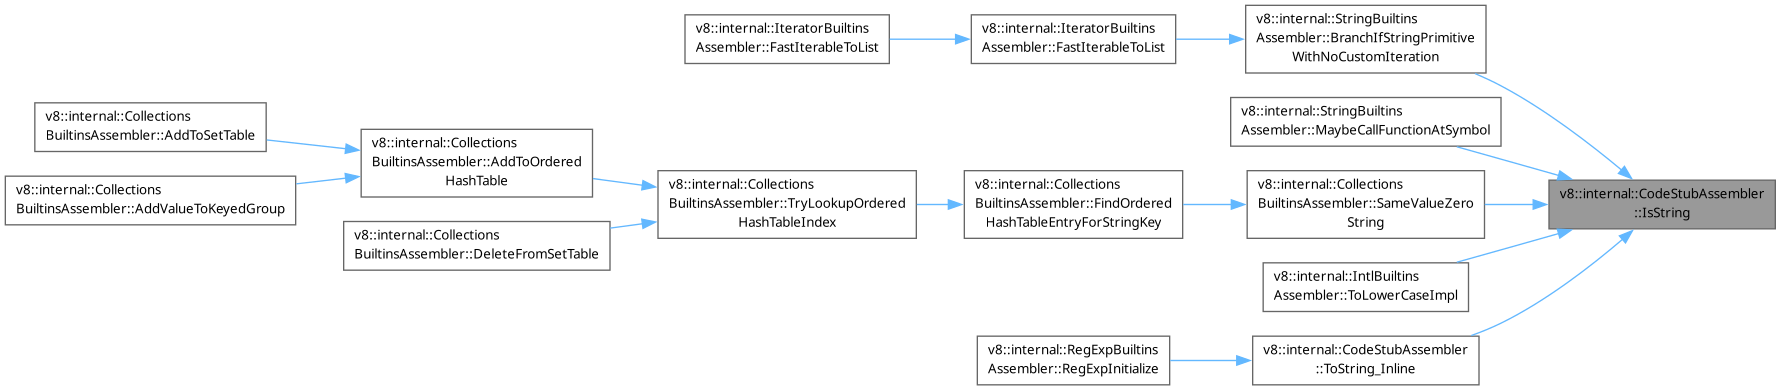 v8::internal::IteratorBuiltins
Assembler::FastIterableToList
v8::internal::IteratorBuiltins
Assembler::FastIterableToList
v8::internal::StringBuiltins
Assembler::BranchIfStringPrimitive
WithNoCustomIteration
v8::internal::Collections
BuiltinsAssembler::AddToSetTable
v8::internal::StringBuiltins
Assembler::MaybeCallFunctionAtSymbol
v8::internal::Collections
BuiltinsAssembler::AddToOrdered
HashTable
v8::internal::Collections
BuiltinsAssembler::AddValueToKeyedGroup
v8::internal::Collections
BuiltinsAssembler::TryLookupOrdered
HashTableIndex
v8::internal::Collections
BuiltinsAssembler::FindOrdered
HashTableEntryForStringKey
v8::internal::Collections
BuiltinsAssembler::SameValueZero
String
v8::internal::CodeStubAssembler
::IsString
v8::internal::Collections
BuiltinsAssembler::DeleteFromSetTable
v8::internal::IntlBuiltins
Assembler::ToLowerCaseImpl
v8::internal::RegExpBuiltins
Assembler::RegExpInitialize
v8::internal::CodeStubAssembler
::ToString_Inline